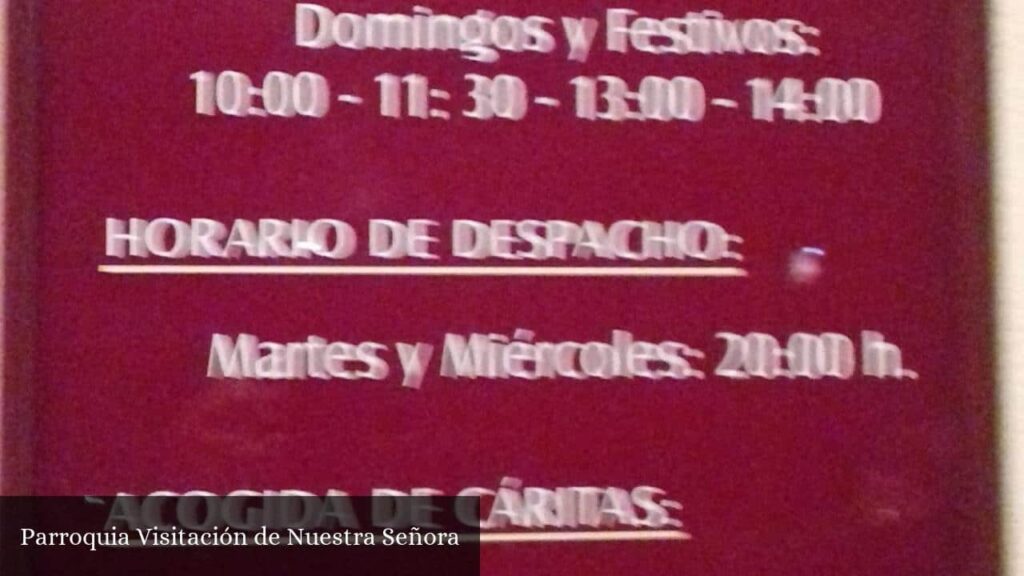 Domingos y Festivos:
10:00 - 11: 30 - 13:00 - 14:00
HORARIO DE DESPACHO:
Martes y Miércoles: 20:00 h.
ACOGIDA DE CÁRITAS:
Parroquia Visitación de Nuestra Señora